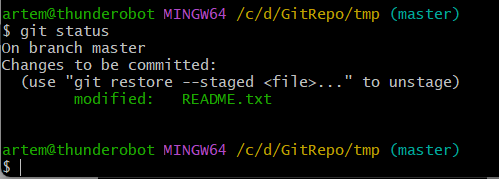 artem@thunderobot MINGW64 /c/d/GitRepo/tmp (master)
$ git status
On branch master
Changes to be committed:
  (use "git restore --staged <file>..." to unstage)
        modified:   README.txt
artem@thunderobot MINGW64 /c/d/GitRepo/tmp (master)
$